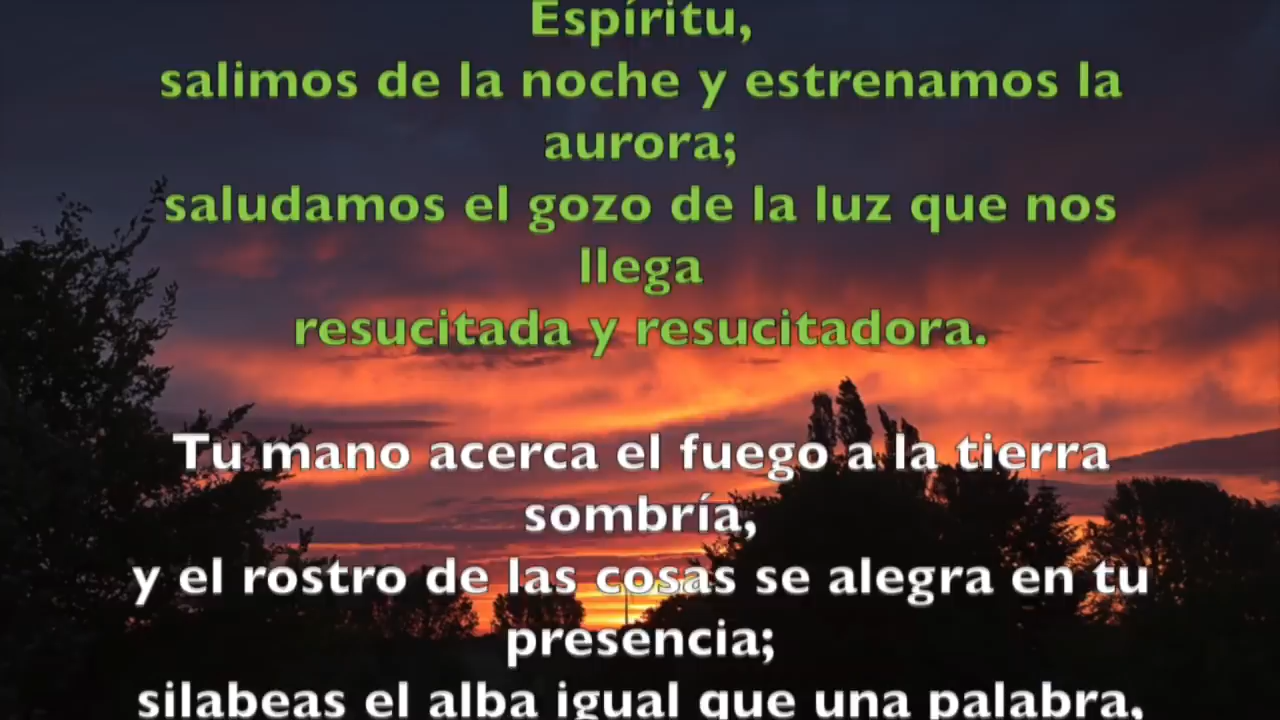 Espíritu,
salimos de la noche y estrenamos la
aurora;
saludamos el gozo de la luz que nos
llega
resucitada y resucitadora.
Tu mano acerca el fuego a la tierra
sombría,
y el rostro de las cosas se alegra en tu
presencia;
silabeas el alba igual que una palabra,